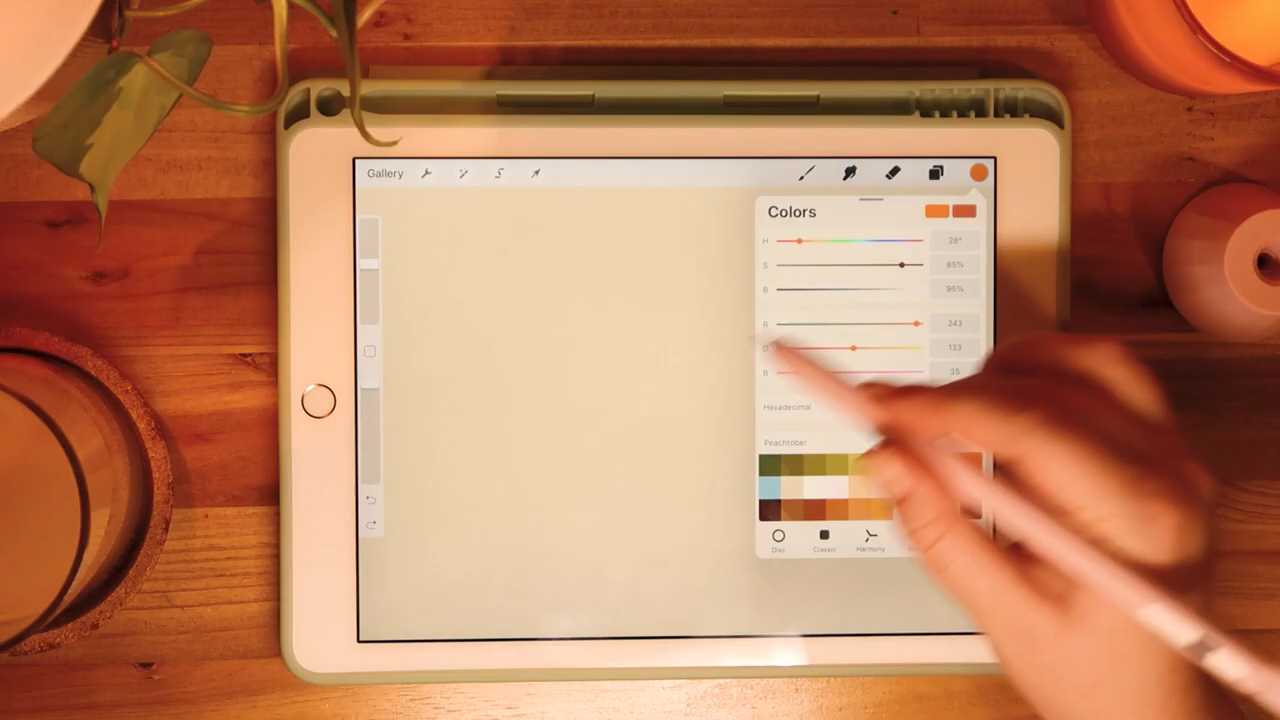 Gallery
Colors
H 28°
S 85%
B 95%
R 243
G 133
B 35
Hexadecimal
Peachtober
Disc Classic Harmony